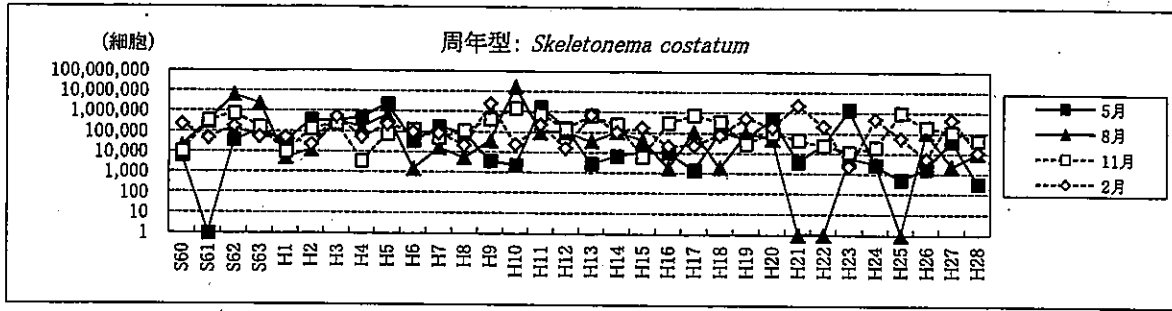 (細胞)
周年型: Skeletonema costatum
100,000,000
10,000,000
1,000,000
100,000
10,000
1,000
100
10
1
S60 S61 S62 S63 H1 H2 H3 H4 H5 H6 H7 H8 H9 H10 H11 H12 H13 H14 H15 H16 H17 H18 H19 H20 H21 H22 H23 H24 H25 H26 H27 H28
5月
8月
11月
2月